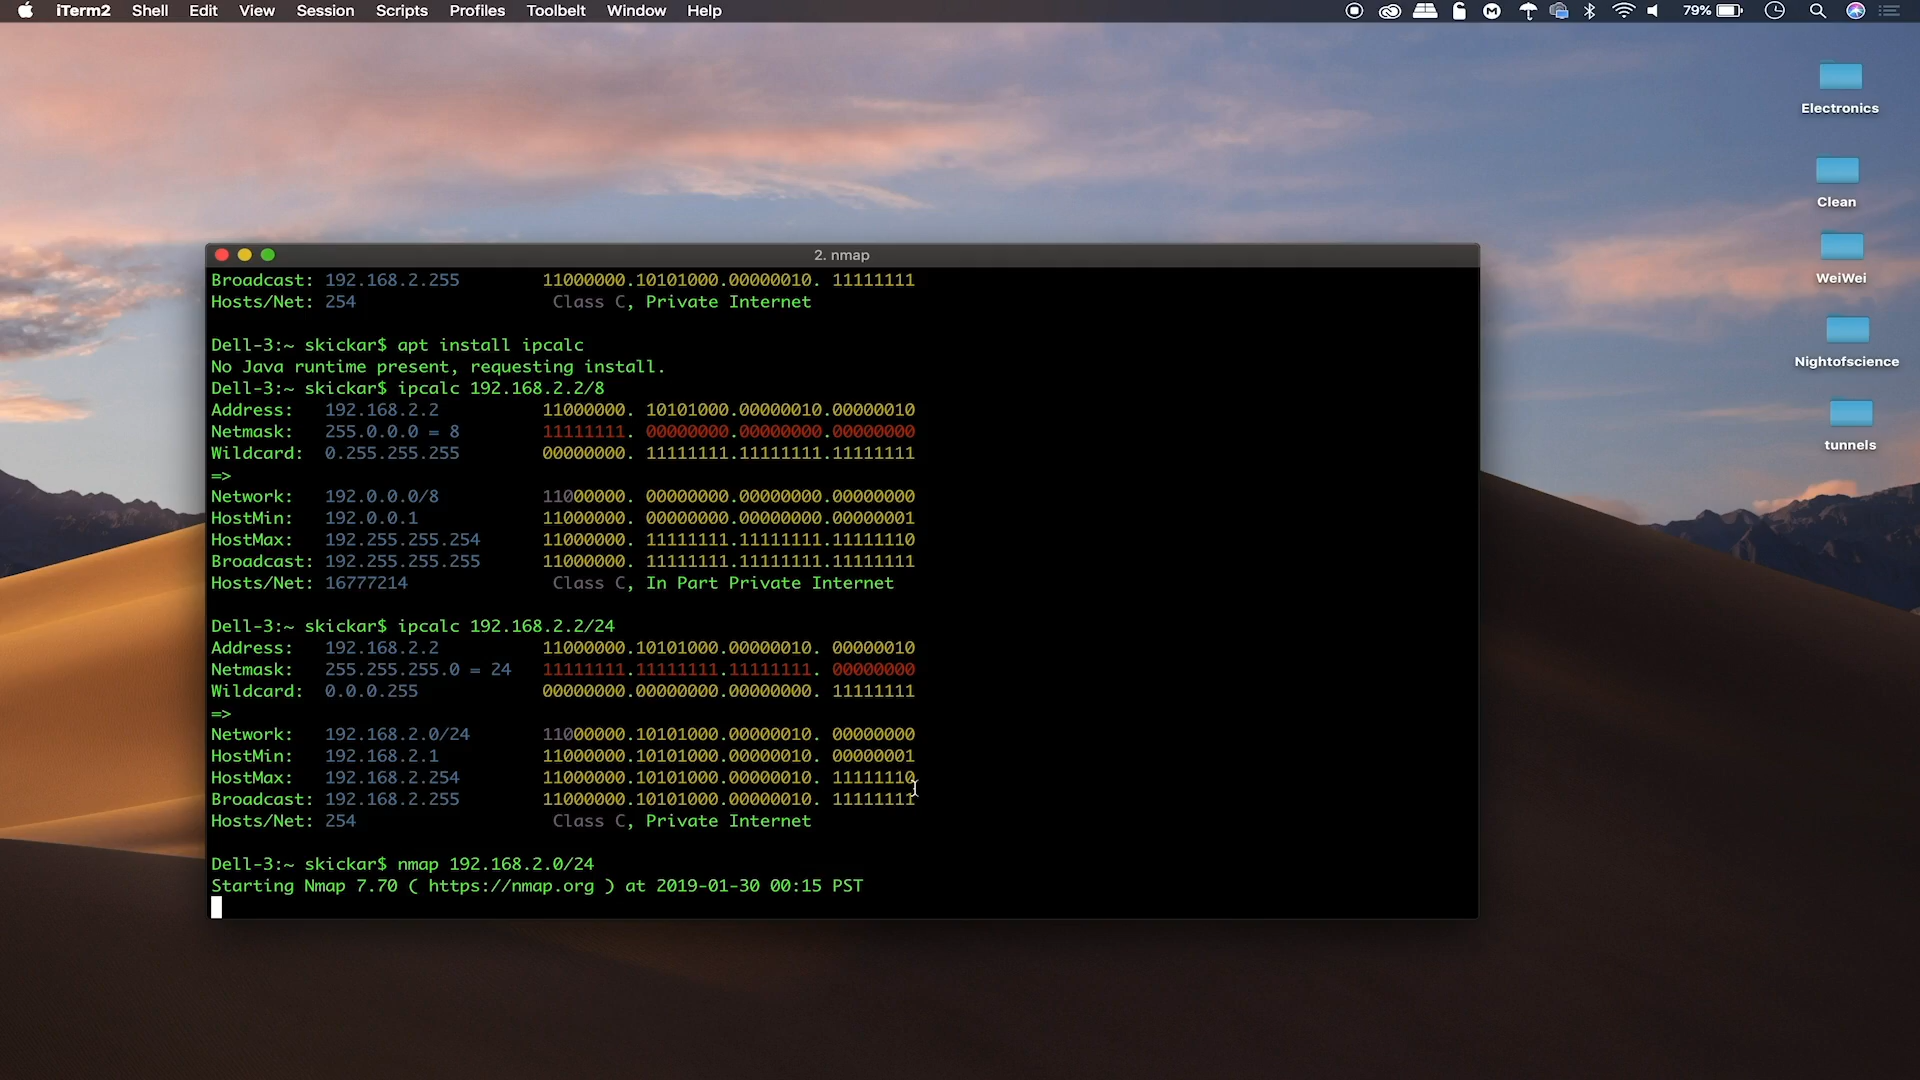 iTerm2 Shell Edit View Session Scripts Profiles Toolbelt Window Help 79%
Electronics
Clean
WeiWei
Nightofscience
tunnels
2. nmap
Broadcast: 192.168.2.255 11000000.10101000.00000010. 11111111
Hosts/Net: 254 Class C, Private Internet
Dell-3:~ skickar$ apt install ipcalc
No Java runtime present, requesting install.
Dell-3:~ skickar$ ipcalc 192.168.2.2/8
Address: 192.168.2.2 11000000. 10101000.00000010.00000010
Netmask: 255.0.0.0 = 8 11111111. 00000000.00000000.00000000
Wildcard: 0.255.255.255 00000000. 11111111.11111111.11111111
=>
Network: 192.0.0.0/8 11000000. 00000000.00000000.00000000
HostMin: 192.0.0.1 11000000. 00000000.00000000.00000001
HostMax: 192.255.255.254 11000000. 11111111.11111111.11111110
Broadcast: 192.255.255.255 11000000. 11111111.11111111.11111111
Hosts/Net: 16777214 Class C, In Part Private Internet
Dell-3:~ skickar$ ipcalc 192.168.2.2/24
Address: 192.168.2.2 11000000.10101000.00000010. 00000010
Netmask: 255.255.255.0 = 24 11111111.11111111.11111111. 00000000
Wildcard: 0.0.0.255 00000000.00000000.00000000. 11111111
=>
Network: 192.168.2.0/24 11000000.10101000.00000010. 00000000
HostMin: 192.168.2.1 11000000.10101000.00000010. 00000001
HostMax: 192.168.2.254 11000000.10101000.00000010. 11111110
Broadcast: 192.168.2.255 11000000.10101000.00000010. 11111111
Hosts/Net: 254 Class C, Private Internet
Dell-3:~ skickar$ nmap 192.168.2.0/24
Starting Nmap 7.70 ( https://nmap.org ) at 2019-01-30 00:15 PST